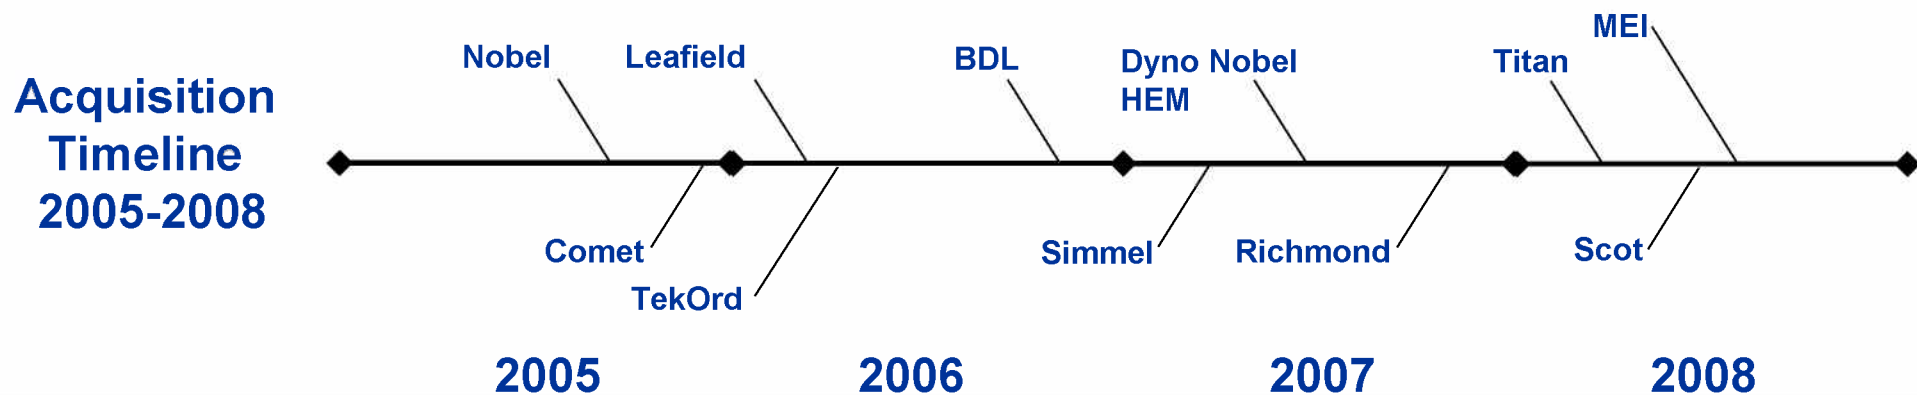 Acquisition
Timeline
2005-2008
Nobel
Leafield
BDL
Dyno Nobel
HEM
Titan
MEI
Comet
TekOrd
Simmel
Richmond
Scot
2005
2006
2007
2008